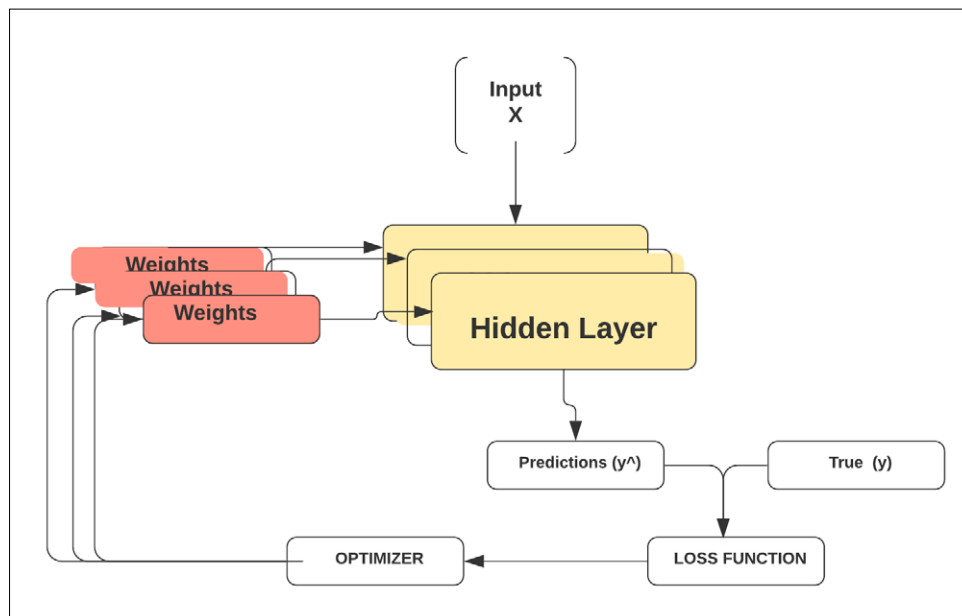 Input
X
Weights
Weights
Weights
Hidden Layer
Predictions (y^)
True (y)
OPTIMIZER
LOSS FUNCTION